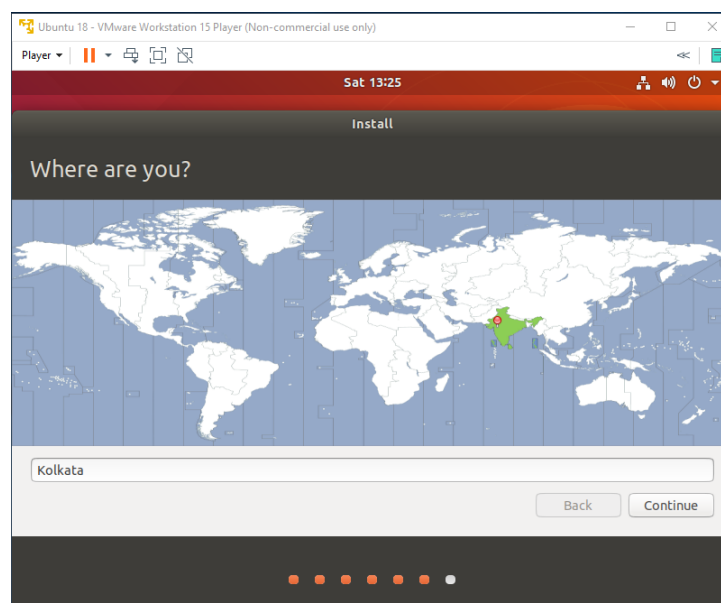 Ubuntu 18 - VMware Workstation 15 Player (Non-commercial use only)
Player
Sat 13:25
Install
Where are you?
Kolkata
Back Continue